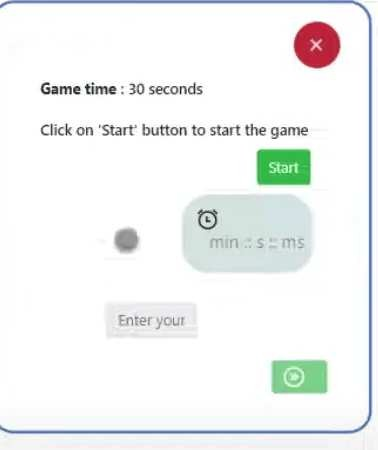 Game time : 30 seconds
Click on 'Start' button to start the game
Start
min :: s :: ms
Enter your